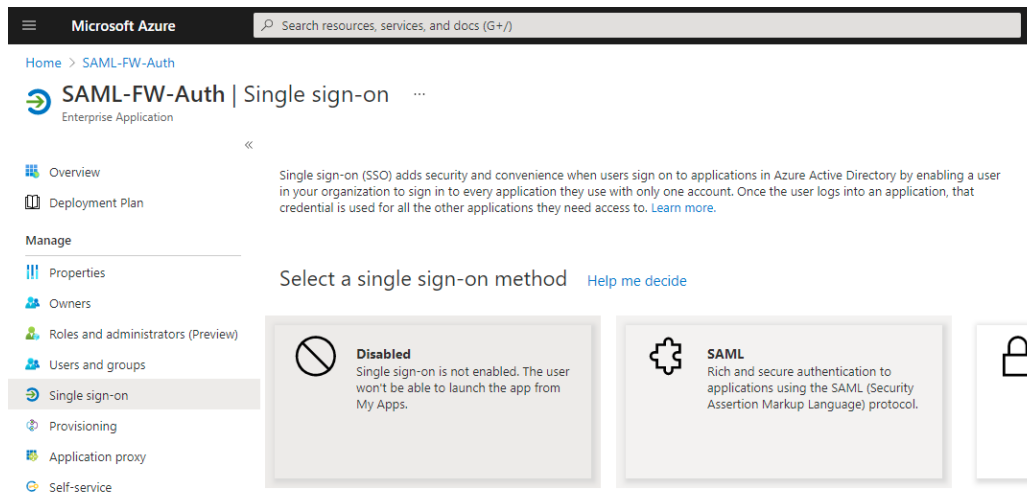 Microsoft Azure
Search resources, services, and docs (G+/)
Home > SAML-FW-Auth
SAML-FW-Auth | Single sign-on ...
Enterprise Application
«
Overview
Deployment Plan
Manage
Properties
Owners
Roles and administrators (Preview)
Users and groups
Single sign-on
Provisioning
Application proxy
Self-service
Single sign-on (SSO) adds security and convenience when users sign on to applications in Azure Active Directory by enabling a user
in your organization to sign in to every application they use with only one account. Once the user logs into an application, that
credential is used for all the other applications they need access to. Learn more.
Select a single sign-on method Help me decide
Disabled
Single sign-on is not enabled. The user
won't be able to launch the app from
My Apps.
SAML
Rich and secure authentication to
applications using the SAML (Security
Assertion Markup Language) protocol.